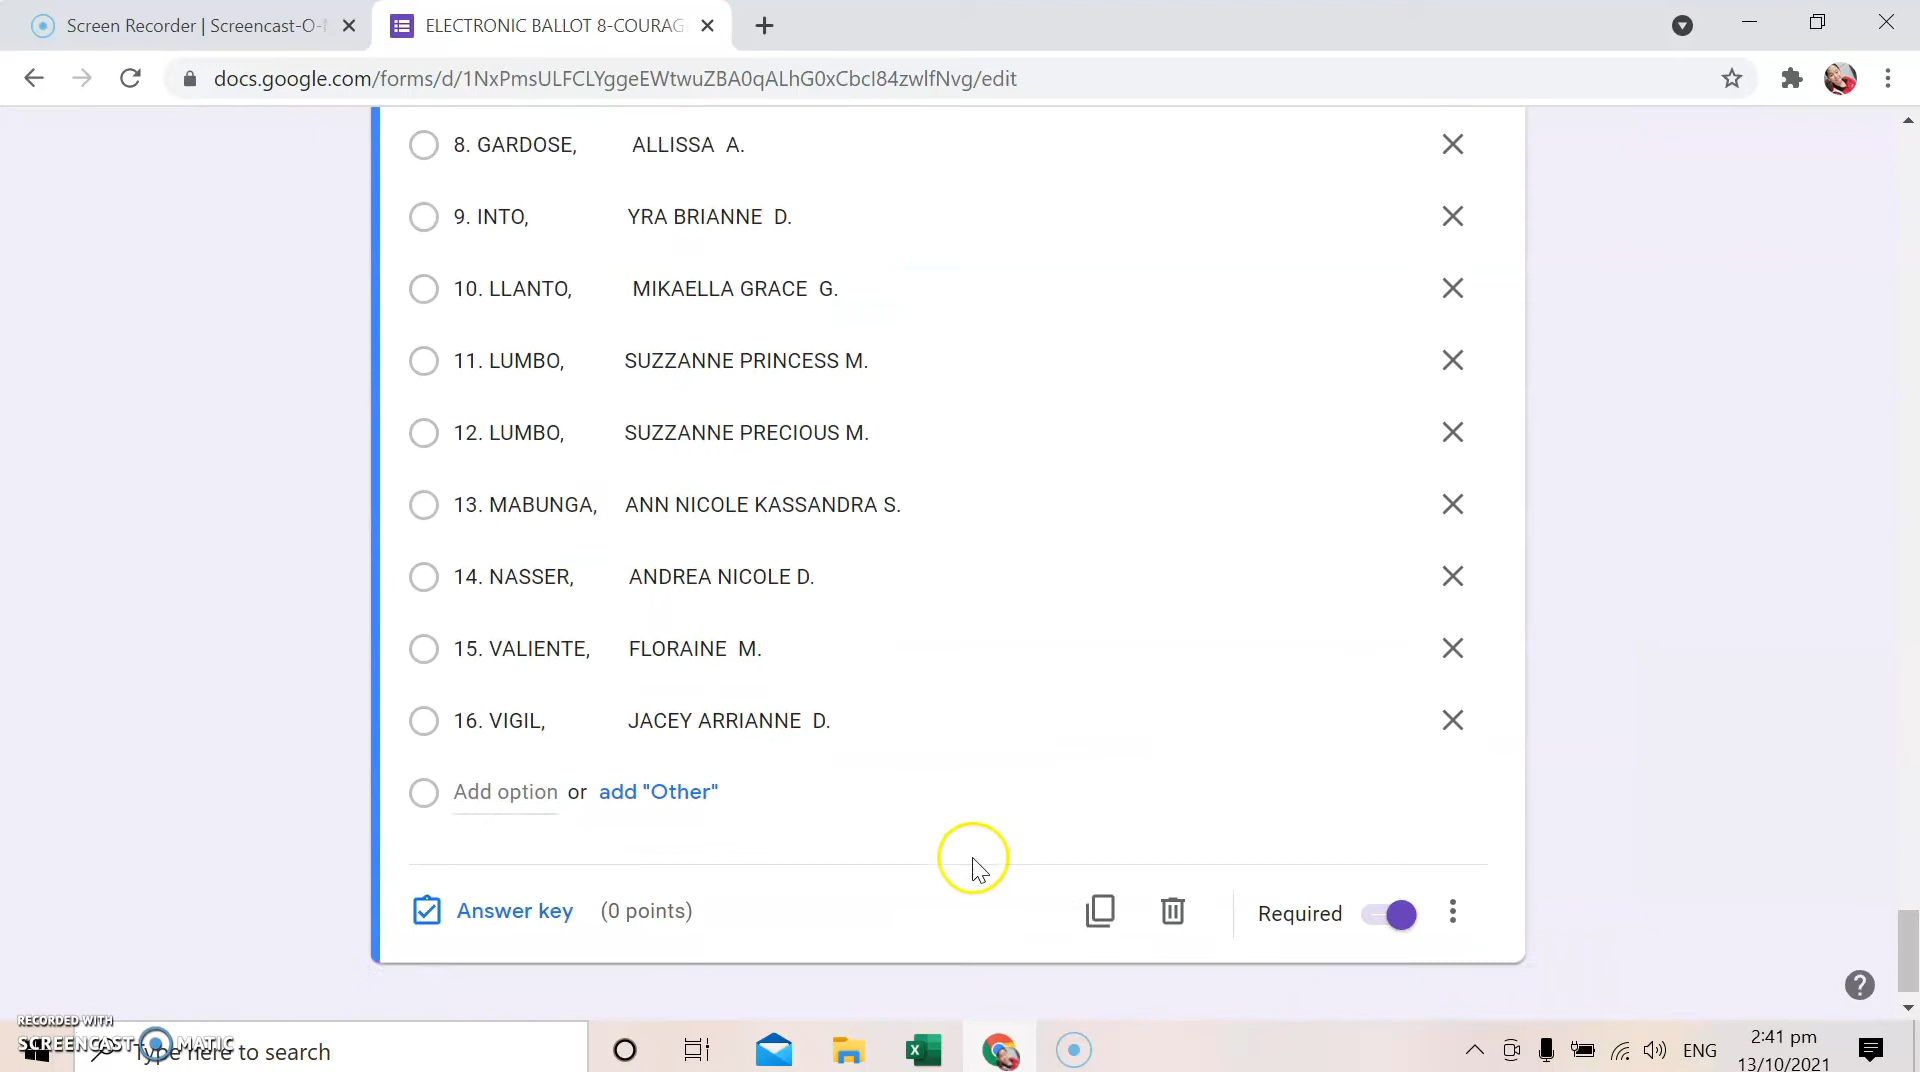 Screen Recorder | Screencast-O-
ELECTRONIC BALLOT 8-COURAG
docs.google.com/forms/d/1NxPmsULFCLYggeEWtwuZBA0qALhG0xCbcI84zwlfNvg/edit
8. GARDOSE, ALLISSA A.
9. INTO, YRA BRIANNE D.
10. LLANTO, MIKAELLA GRACE G.
11. LUMBO, SUZZANNE PRINCESS M.
12. LUMBO, SUZZANNE PRECIOUS M.
13. MABUNGA, ANN NICOLE KASSANDRA S.
14. NASSER, ANDREA NICOLE D.
15. VALIENTE, FLORAINE M.
16. VIGIL, JACEY ARRIANNE D.
Add option or add "Other"
Answer key (0 points)
Required
RECORDED WITH
SCREENCAST-O-MATIC
Type here to search
ENG
2:41 pm
13/10/2021